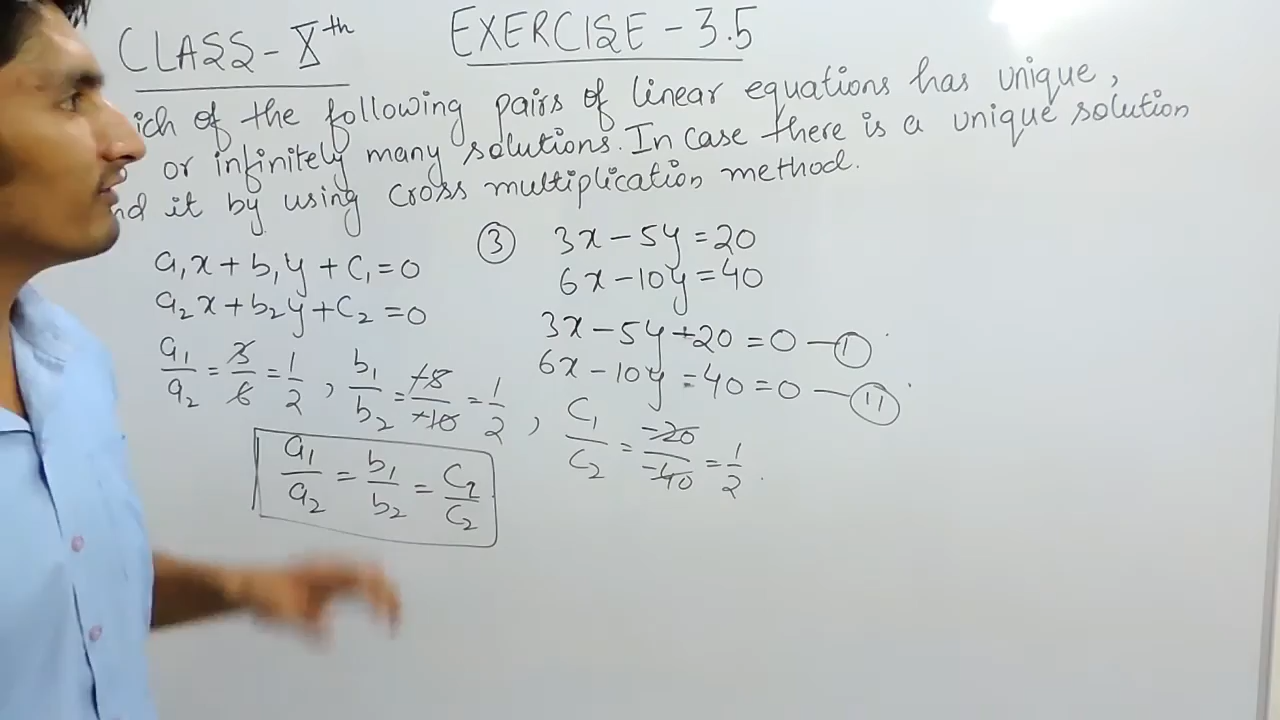 CLASS - Xth EXERCISE - 3.5
ich of the following pairs of linear equations has unique,
or infinitely many solutions. In case there is a unique solution
nd it by using cross multiplication method.
a₁x + b₁y + c₁ = 0
a₂x + b₂y + c₂ = 0
a₁/a₂ = 3/6 = 1/2 , b₁/b₂ = +5/+10 = 1/2 , c₁/c₂ = -20/-40 = 1/2 .
a₁/a₂ = b₁/b₂ = c₁/c₂
③ 3x - 5y = 20
6x - 10y = 40
3x - 5y + 20 = 0 — ①
6x - 10y = 40 = 0 — ⑪